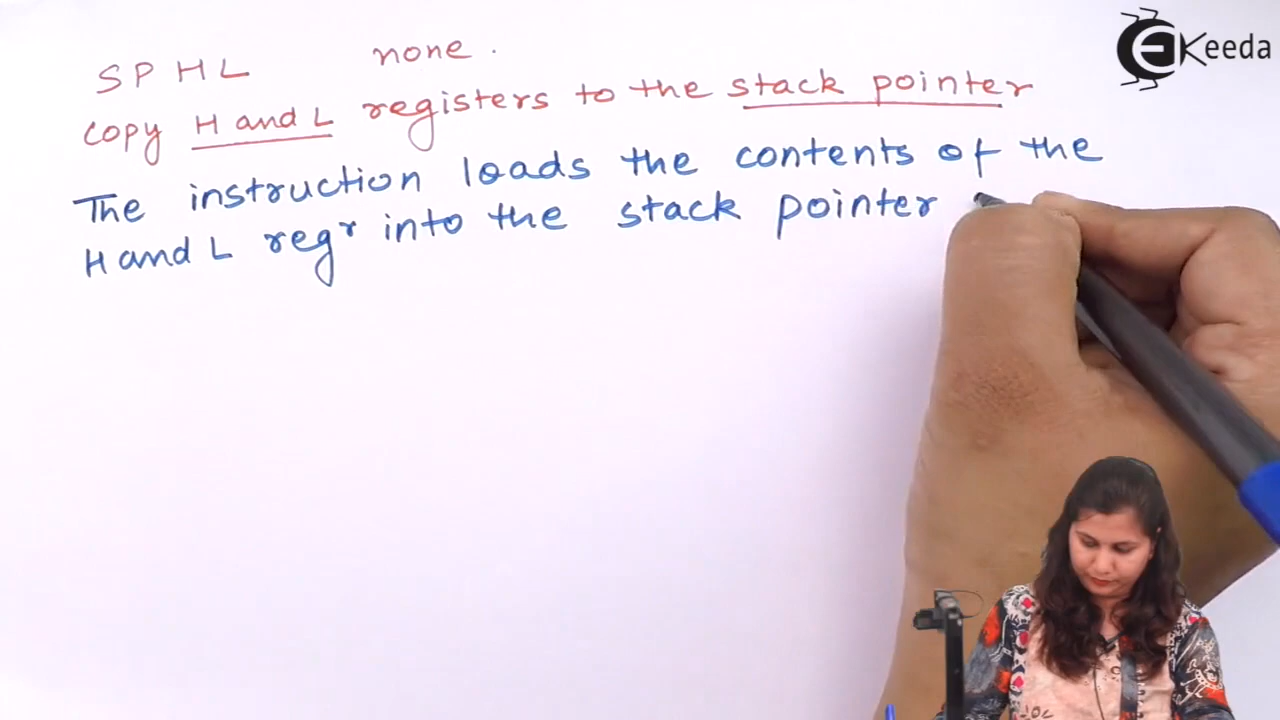 SPHL none.
copy H and L registers to the stack pointer
The instruction loads the contents of the
H and L regr into the stack pointer
Ekeeda